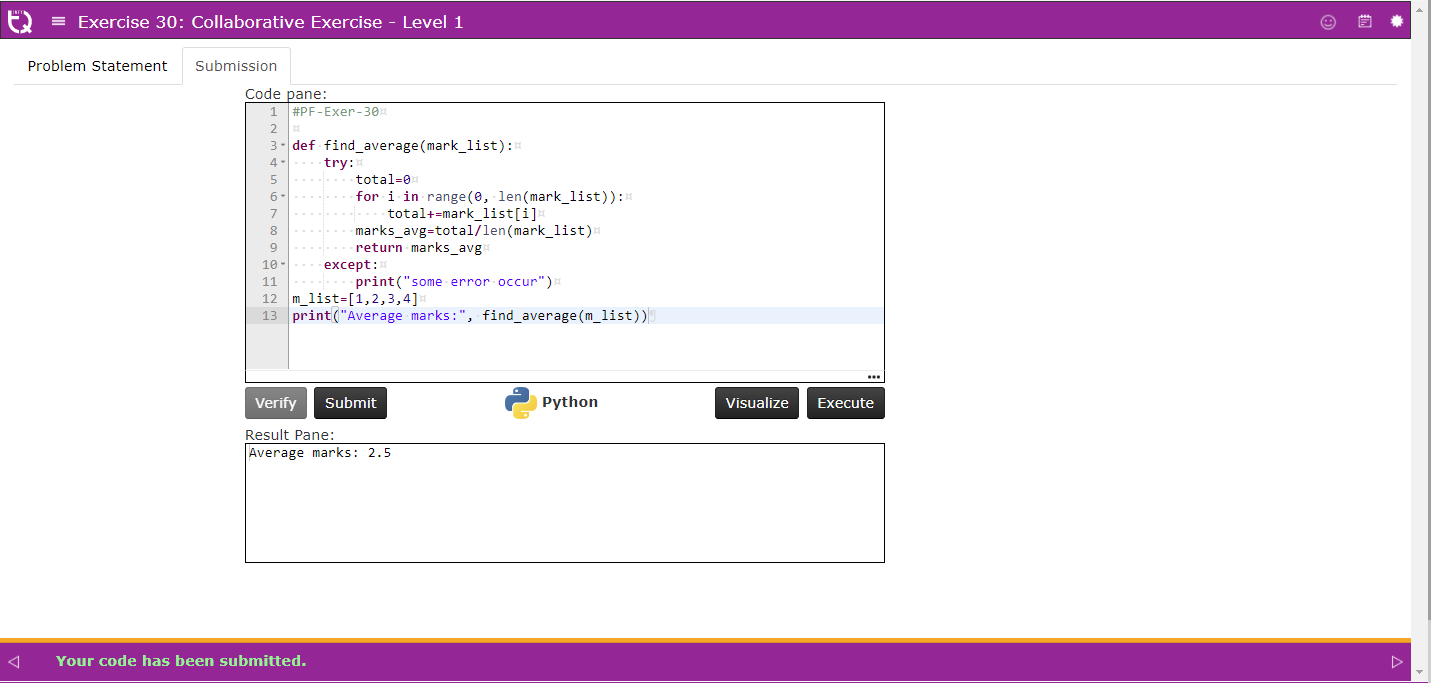 Exercise 30: Collaborative Exercise - Level 1
Problem Statement
Submission
Code pane:
1 #PF-Exer-30
2
3 def find_average(mark_list):
4     try:
5         total=0
6         for i in range(0, len(mark_list)):
7             total+=mark_list[i]
8         marks_avg=total/len(mark_list)
9         return marks_avg
10     except:
11         print("some error occur")
12 m_list=[1,2,3,4]
13 print("Average marks:", find_average(m_list))
Verify
Submit
Python
Visualize
Execute
Result Pane:
Average marks: 2.5
Your code has been submitted.